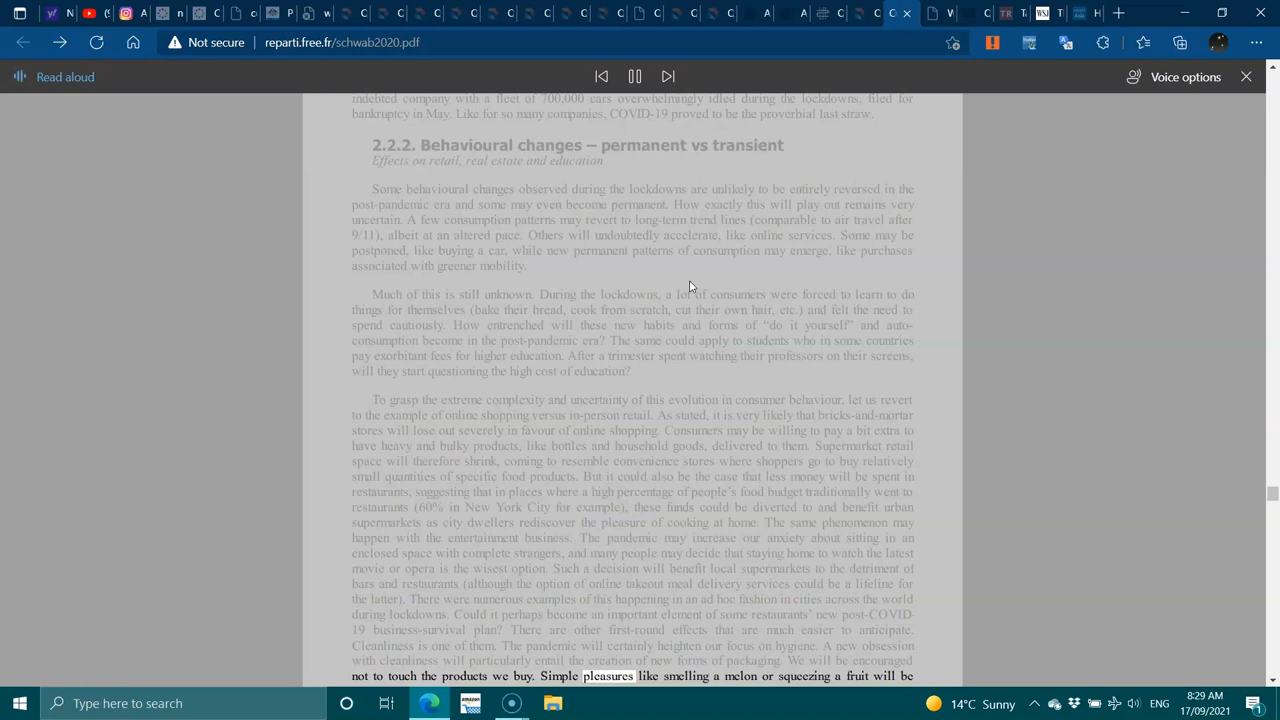 Not secure
reparti.free.fr/schwab2020.pdf
Read aloud
Voice options
indebted company with a fleet of 700,000 cars overwhelmingly idled during the lockdowns, filed for
bankruptcy in May. Like for so many companies, COVID-19 proved to be the proverbial last straw.
2.2.2. Behavioural changes – permanent vs transient
Effects on retail, real estate and education
Some behavioural changes observed during the lockdowns are unlikely to be entirely reversed in the
post-pandemic era and some may even become permanent. How exactly this will play out remains very
uncertain. A few consumption patterns may revert to long-term trend lines (comparable to air travel after
9/11), albeit at an altered pace. Others will undoubtedly accelerate, like online services. Some may be
postponed, like buying a car, while new permanent patterns of consumption may emerge, like purchases
associated with greener mobility.
Much of this is still unknown. During the lockdowns, a lot of consumers were forced to learn to do
things for themselves (bake their bread, cook from scratch, cut their own hair, etc.) and felt the need to
spend cautiously. How entrenched will these new habits and forms of “do it yourself” and auto-
consumption become in the post-pandemic era? The same could apply to students who in some countries
pay exorbitant fees for higher education. After a trimester spent watching their professors on their screens,
will they start questioning the high cost of education?
To grasp the extreme complexity and uncertainty of this evolution in consumer behaviour, let us revert
to the example of online shopping versus in-person retail. As stated, it is very likely that bricks-and-mortar
stores will lose out severely in favour of online shopping. Consumers may be willing to pay a bit extra to
have heavy and bulky products, like bottles and household goods, delivered to them. Supermarket retail
space will therefore shrink, coming to resemble convenience stores where shoppers go to buy relatively
small quantities of specific food products. But it could also be the case that less money will be spent in
restaurants, suggesting that in places where a high percentage of people’s food budget traditionally went to
restaurants (60% in New York City for example), these funds could be diverted to and benefit urban
supermarkets as city dwellers rediscover the pleasure of cooking at home. The same phenomenon may
happen with the entertainment business. The pandemic may increase our anxiety about sitting in an
enclosed space with complete strangers, and many people may decide that staying home to watch the latest
movie or opera is the wisest option. Such a decision will benefit local supermarkets to the detriment of
bars and restaurants (although the option of online takeout meal delivery services could be a lifeline for
the latter). There were numerous examples of this happening in an ad hoc fashion in cities across the world
during lockdowns. Could it perhaps become an important element of some restaurants’ new post-COVID-
19 business-survival plan? There are other first-round effects that are much easier to anticipate.
Cleanliness is one of them. The pandemic will certainly heighten our focus on hygiene. A new obsession
with cleanliness will particularly entail the creation of new forms of packaging. We will be encouraged
not to touch the products we buy. Simple pleasures like smelling a melon or squeezing a fruit will be
Type here to search
14°C Sunny
ENG
8:29 AM
17/09/2021